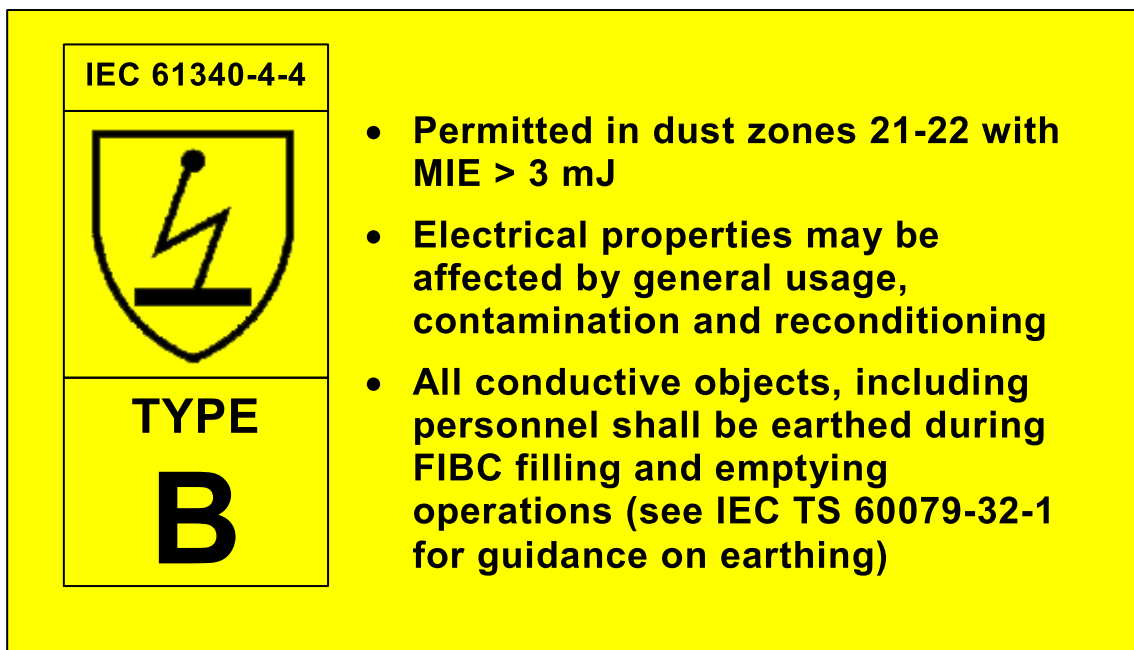 IEC 61340-4-4
TYPE
B
• Permitted in dust zones 21-22 with
MIE > 3 mJ
• Electrical properties may be
affected by general usage,
contamination and reconditioning
• All conductive objects, including
personnel shall be earthed during
FIBC filling and emptying
operations (see IEC TS 60079-32-1
for guidance on earthing)